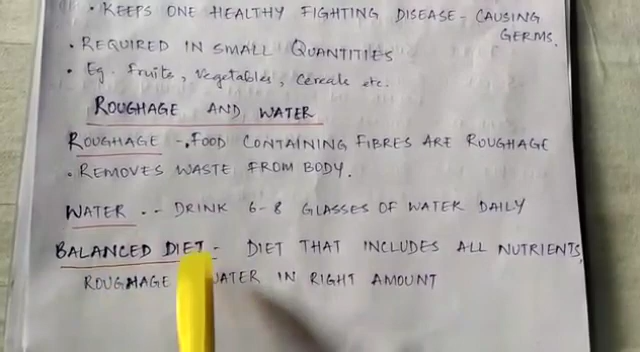 • KEEPS ONE HEALTHY FIGHTING DISEASE - CAUSING
GERMS.
• REQUIRED IN SMALL QUANTITIES
• Eg. fruits, vegetables, cereals etc.
ROUGHAGE AND WATER
ROUGHAGE - • FOOD CONTAINING FIBRES ARE ROUGHAGE
• REMOVES WASTE FROM BODY.
WATER • - DRINK 6-8 GLASSES OF WATER DAILY
BALANCED DIET - DIET THAT INCLUDES ALL NUTRIENTS,
ROUGHAGE WATER IN RIGHT AMOUNT